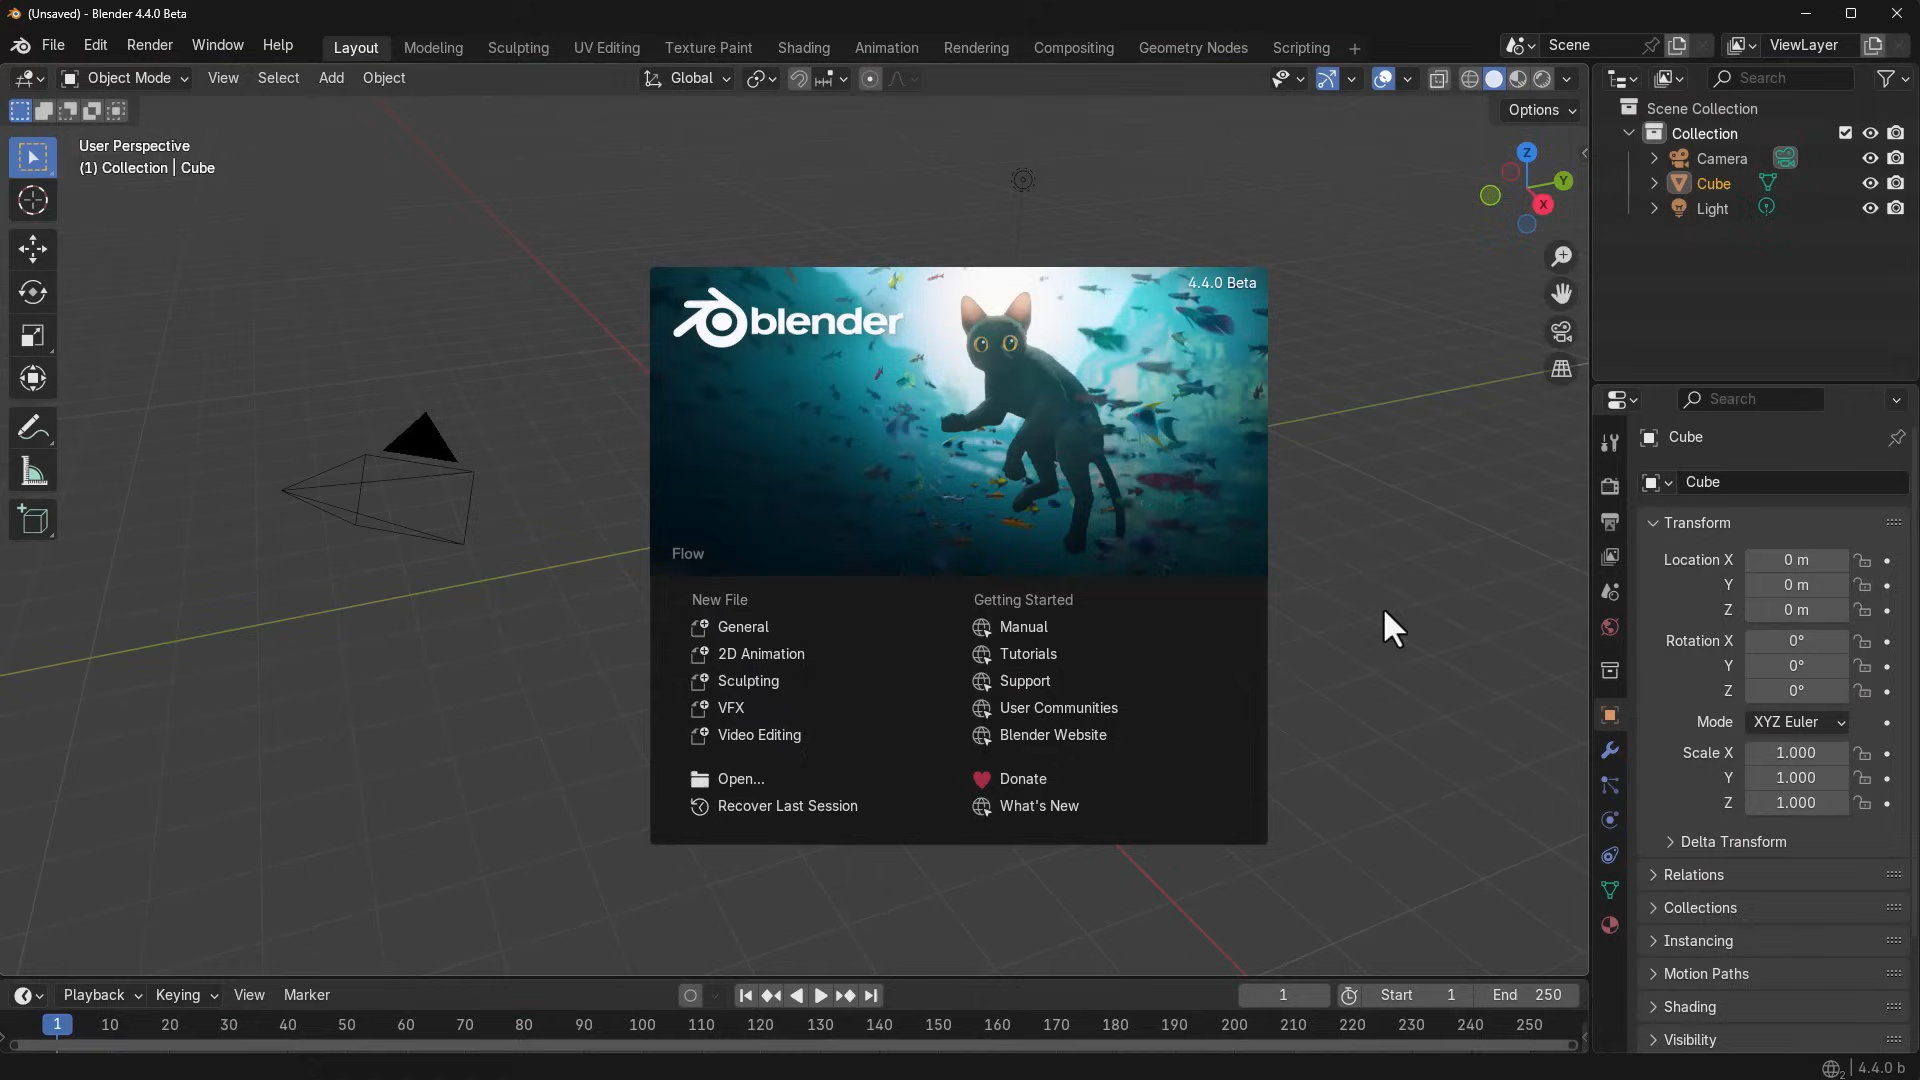 (Unsaved) - Blender 4.4.0 Beta
File Edit Render Window Help
Layout Modeling Sculpting UV Editing Texture Paint Shading Animation Rendering Compositing Geometry Nodes Scripting +
Scene
ViewLayer
Object Mode View Select Add Object
Global
Search
Options
User Perspective
(1) Collection | Cube
Z
Y
X
Scene Collection
Collection
Camera
Cube
Light
4.4.0 Beta
blender
Flow
New File
General
2D Animation
Sculpting
VFX
Video Editing
Open...
Recover Last Session
Getting Started
Manual
Tutorials
Support
User Communities
Blender Website
Donate
What's New
Search
Cube
Cube
Transform
Location X 0 m
Y 0 m
Z 0 m
Rotation X 0°
Y 0°
Z 0°
Mode XYZ Euler
Scale X 1.000
Y 1.000
Z 1.000
Delta Transform
Relations
Collections
Instancing
Motion Paths
Shading
Visibility
Playback Keying View Marker
1 Start 1 End 250
1 10 20 30 40 50 60 70 80 90 100 110 120 130 140 150 160 170 180 190 200 210 220 230 240 250
2 4.4.0 b